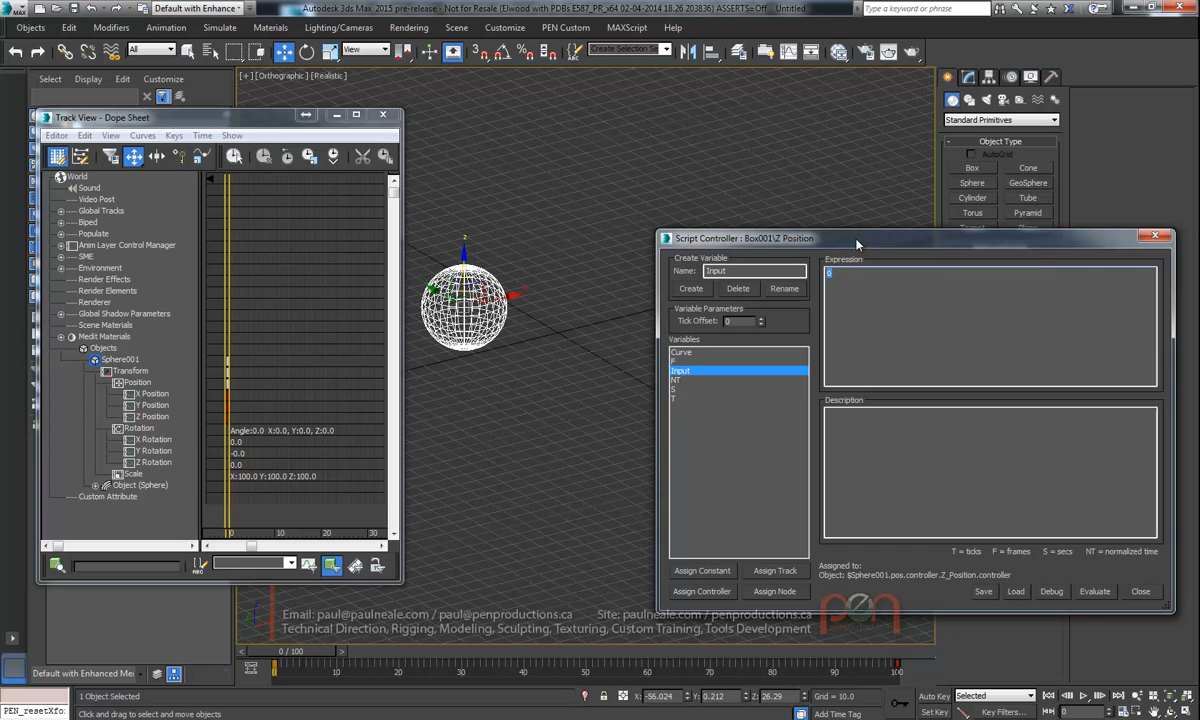 Default with Enhance
Autodesk 3ds Max 2015 pre-release - Not for Resale (Elwood with PDBs E587_PR_x64 02-04-2014 18:26 203836) ASSERTS=Off Untitled
Type a keyword or phrase
Objects Edit Modifiers Animation Simulate Materials Lighting/Cameras Rendering Scene Customize PEN Custom MAXScript Help
All View Create Selection Se
Select Display Edit Customize
[+] [Orthographic] [Realistic]
Standard Primitives
Object Type
AutoGrid
Box Cone
Sphere GeoSphere
Cylinder Tube
Torus Pyramid
Track View - Dope Sheet
Editor Edit View Curves Keys Time Show
World
Sound
Video Post
Global Tracks
Biped
Populate
Anim Layer Control Manager
SME
Environment
Render Effects
Render Elements
Renderer
Global Shadow Parameters
Scene Materials
Medit Materials
Objects
Sphere001
Transform
Position
X Position
Y Position
Z Position
Rotation
X Rotation
Y Rotation
Z Rotation
Scale
Object (Sphere)
Custom Attribute
Angle:0.0 X:0.0, Y:0.0, Z:0.0
0.0
-0.0
0.0
X:100.0 Y:100.0 Z:100.0
0 10 20 30
z
Script Controller : Box001\Z Position
Create Variable
Name: Input
Create Delete Rename
Variable Parameters
Tick Offset: 0
Variables
Curve
F
Input
NT
S
T
Assign Constant Assign Track
Assign Controller Assign Node
Expression
0
Description
T = ticks F = frames S = secs NT = normalized time
Assigned to:
Object: $Sphere001.pos.controller.Z_Position.controller
Save Load Debug Evaluate Close
Email: paul@paulneale.com / paul@penproductions.ca Site: paulneale.com / penproductions.ca
Technical Direction, Rigging, Modeling, Sculpting, Texturing, Custom Training, Tools Development
pen
0 / 100
Default with Enhanced Me
0 10 20 30 40 50 60 70 80 90 100
1 Object Selected
X: -56.024 Y: 0.212 Z: 26.29 Grid = 10.0
Auto Key Selected
PEN_resetXfo
Click and drag to select and move objects
Add Time Tag
Set Key Key Filters... 0